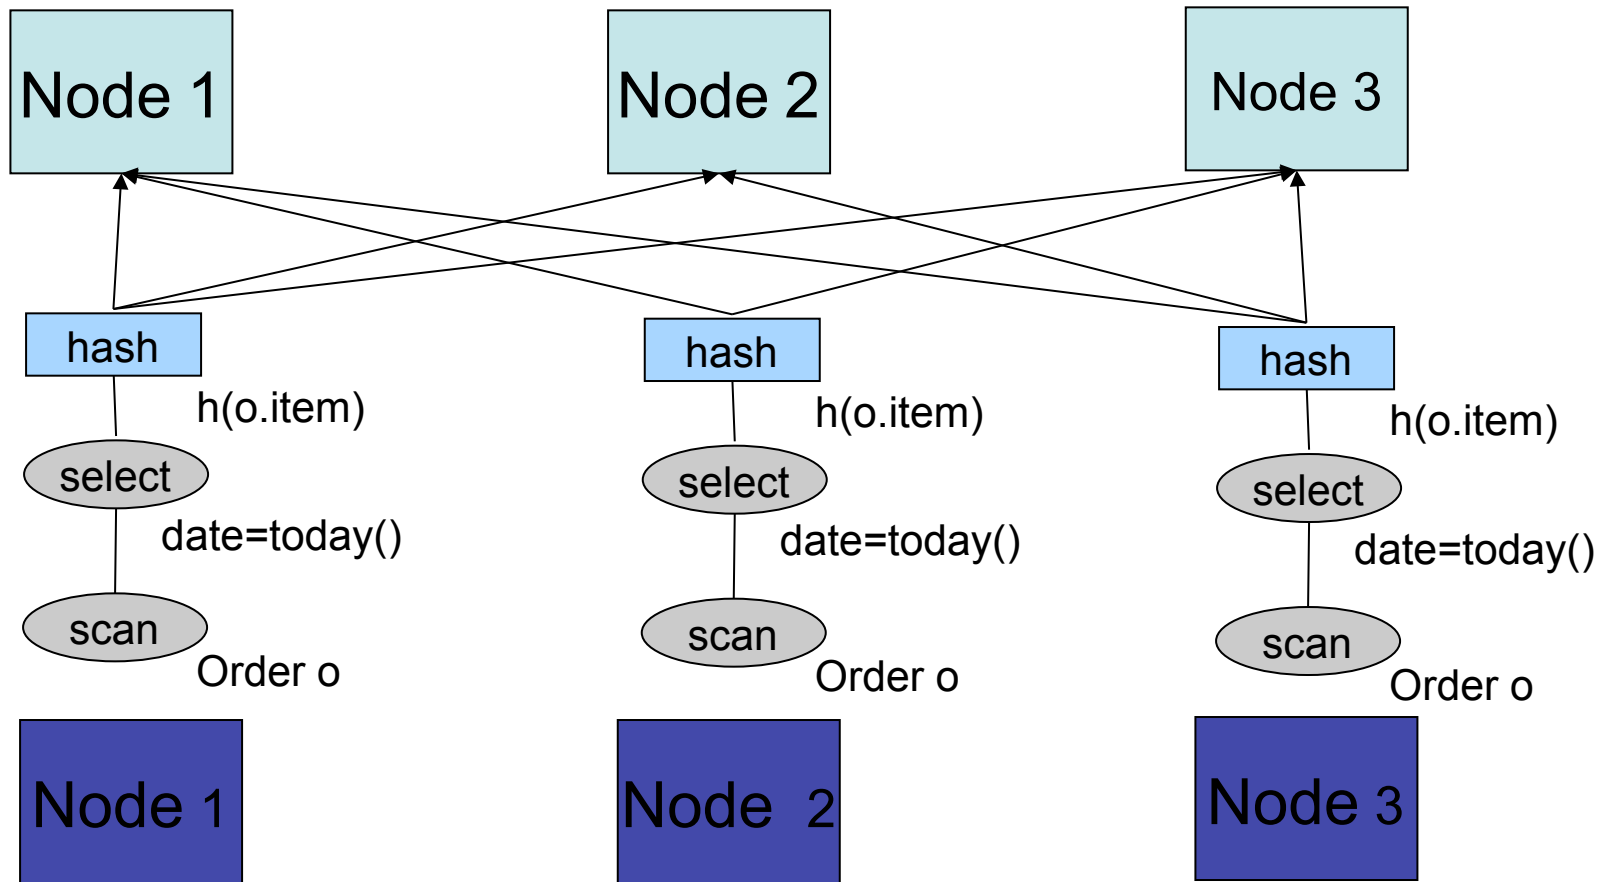 Node 1
Node 2
Node 3
hash
hash
hash
h(o.item)
h(o.item)
h(o.item)
select
select
select
date=today()
date=today()
date=today()
scan
scan
scan
Order o
Order o
Order o
Node 1
Node 2
Node 3